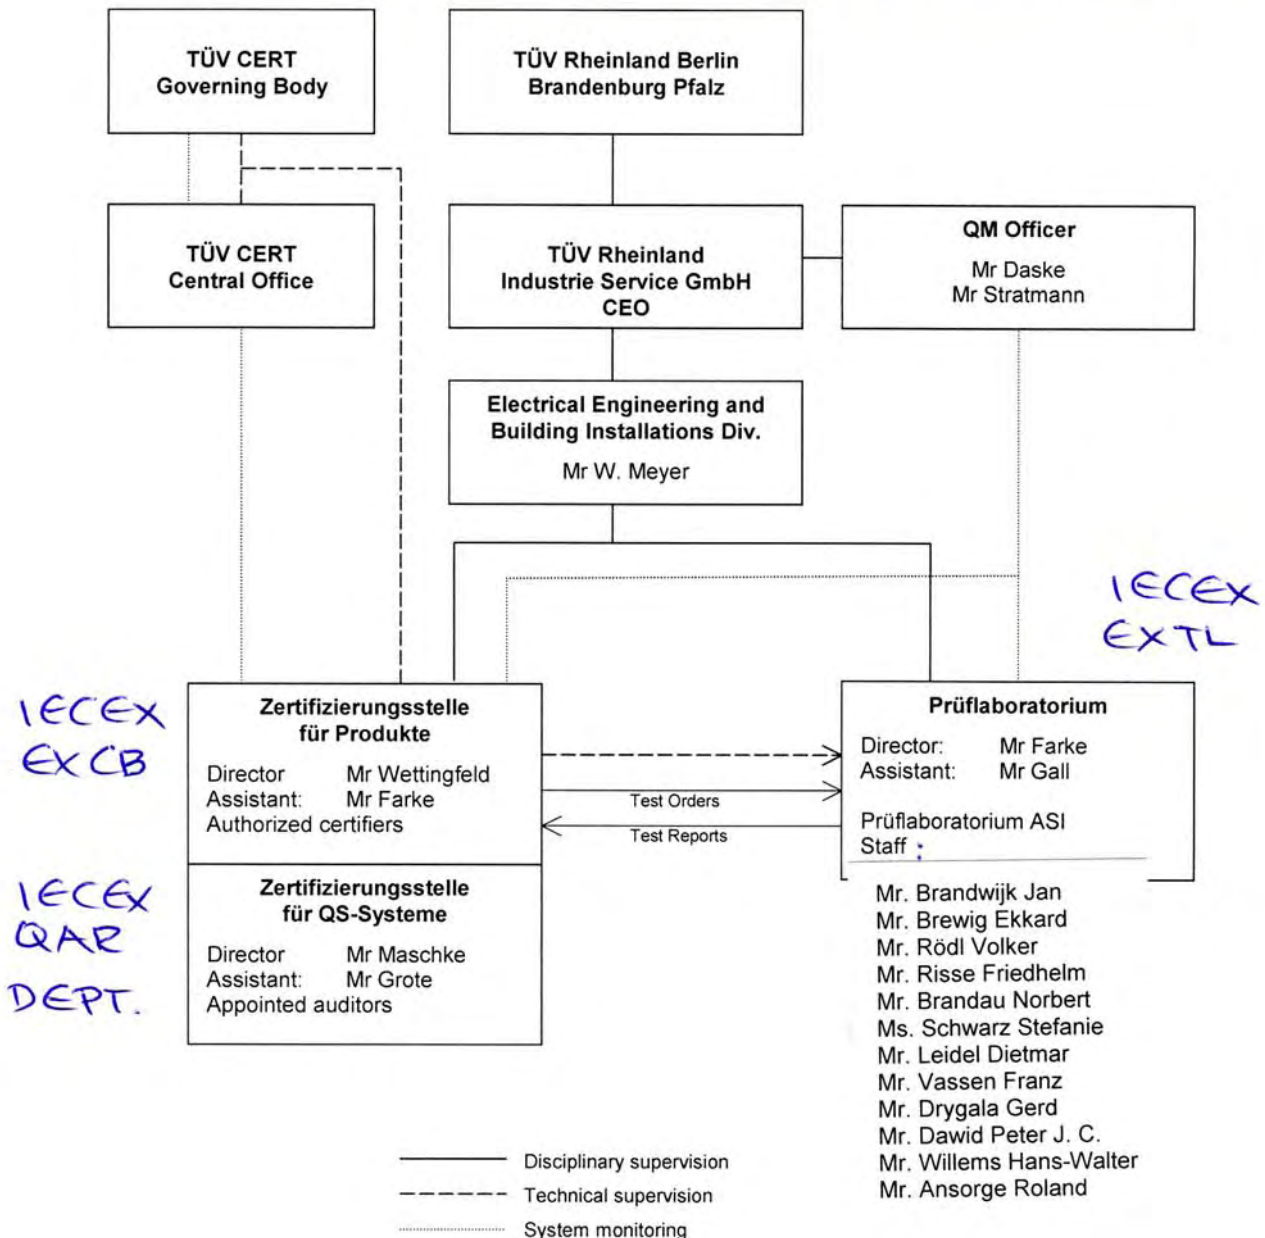 TÜV CERT
Governing Body
TÜV Rheinland Berlin
Brandenburg Pfalz
TÜV CERT
Central Office
TÜV Rheinland
Industrie Service GmbH
CEO
QM Officer
Mr Daske
Mr Stratmann
Electrical Engineering and
Building Installations Div.
Mr W. Meyer
IECEX
EXTL
IECEX
EXCB
Zertifizierungsstelle
für Produkte
Director Mr Wettingfeld
Assistant: Mr Farke
Authorized certifiers
Test Orders
Test Reports
Prüflaboratorium
Director: Mr Farke
Assistant: Mr Gall
Prüflaboratorium ASI
Staff :
IECEX
QAR
DEPT.
Zertifizierungsstelle
für QS-Systeme
Director Mr Maschke
Assistant: Mr Grote
Appointed auditors
Mr. Brandwijk Jan
Mr. Brewig Ekkard
Mr. Rödl Volker
Mr. Risse Friedhelm
Mr. Brandau Norbert
Ms. Schwarz Stefanie
Mr. Leidel Dietmar
Mr. Vassen Franz
Mr. Drygala Gerd
Mr. Dawid Peter J. C.
Mr. Willems Hans-Walter
Mr. Ansorge Roland
Disciplinary supervision
Technical supervision
System monitoring